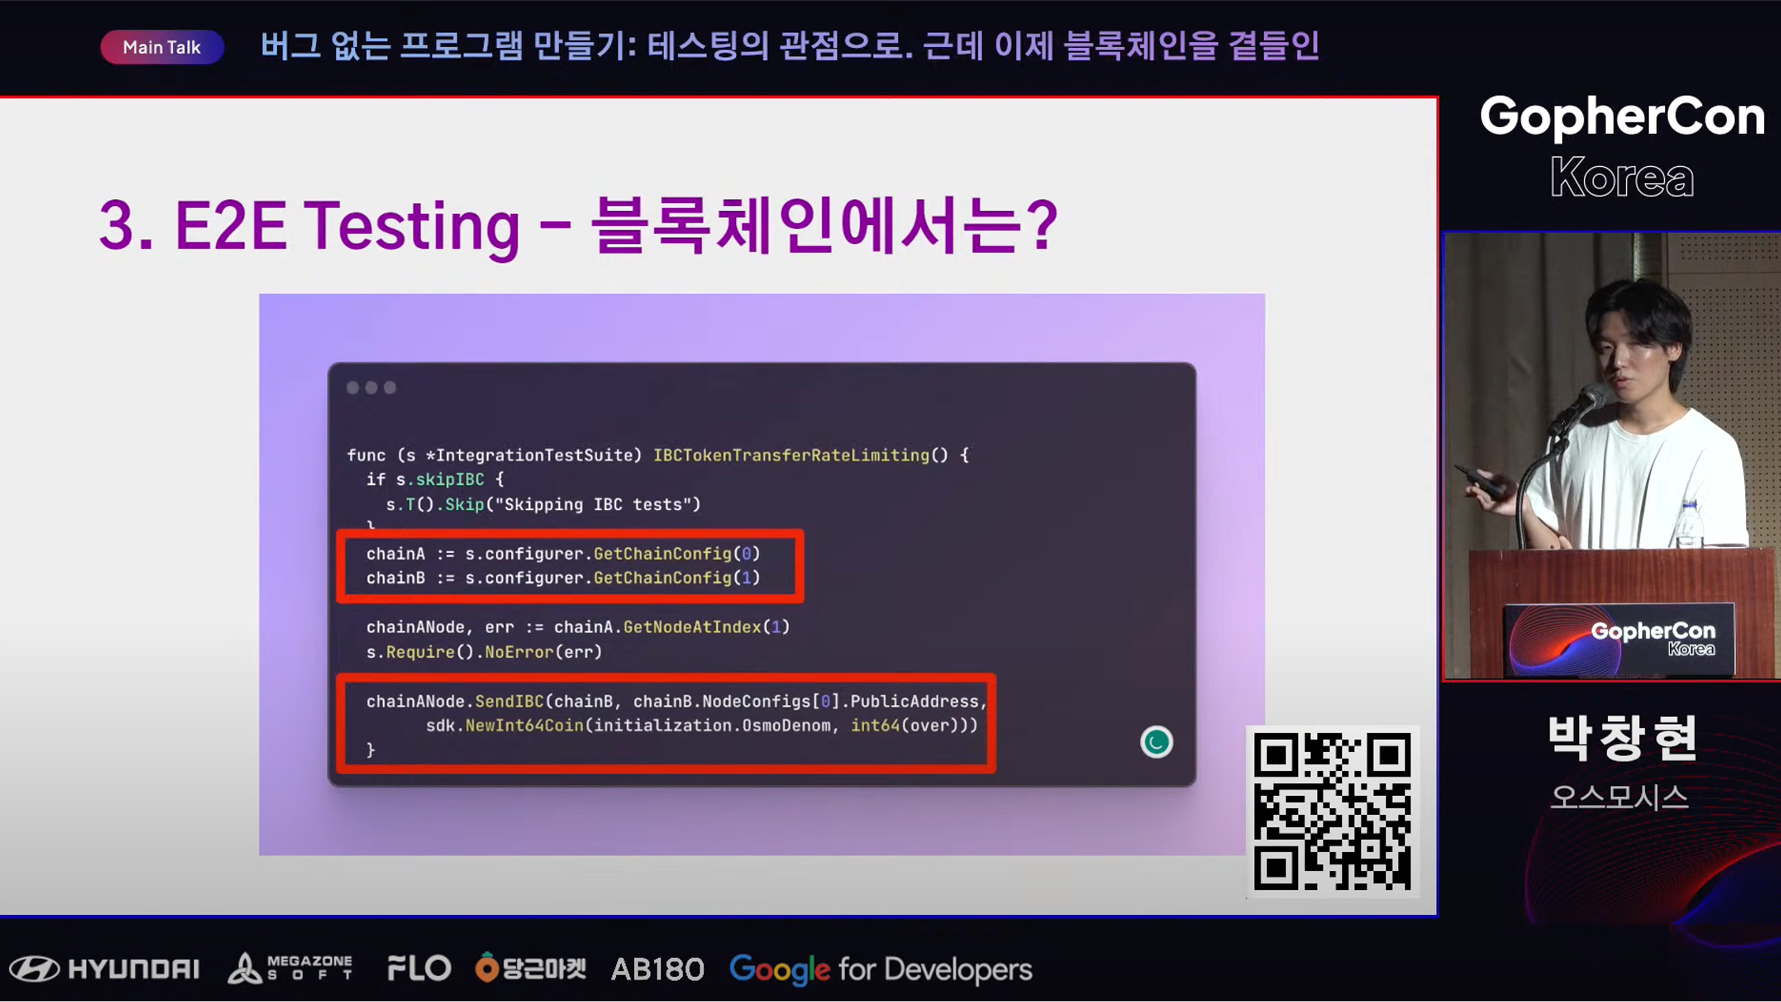 Main Talk
버그 없는 프로그램 만들기: 테스팅의 관점으로. 근데 이제 블록체인을 곁들인
GopherCon
Korea
3. E2E Testing - 블록체인에서는?
func (s *IntegrationTestSuite) IBCTokenTransferRateLimiting() {
if s.skipIBC {
s.T().Skip("Skipping IBC tests")
}
chainA := s.configurer.GetChainConfig(0)
chainB := s.configurer.GetChainConfig(1)
chainANode, err := chainA.GetNodeAtIndex(1)
s.Require().NoError(err)
chainANode.SendIBC(chainB, chainB.NodeConfigs[0].PublicAddress,
sdk.NewInt64Coin(initialization.OsmoDenom, int64(over)))
}
GopherCon
Korea
박창현
오스모시스
HYUNDAI
MEGAZONE
SOFT
FLO
당근마켓
AB180
Google for Developers